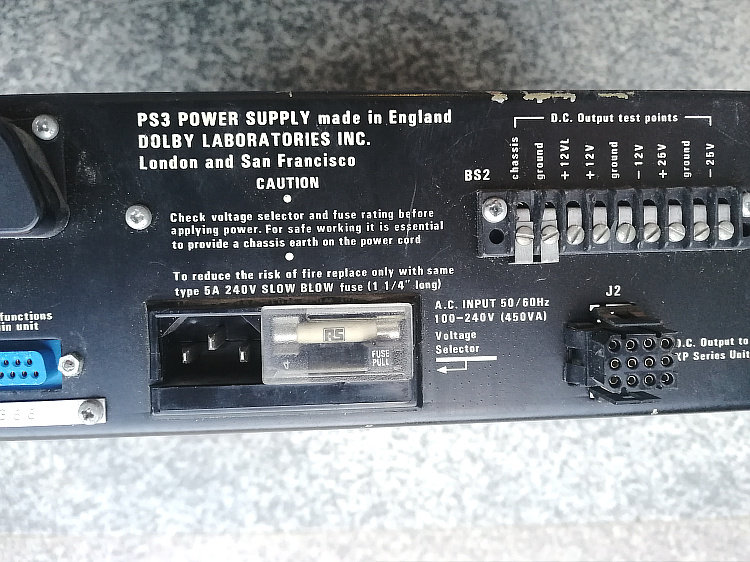 PS3 POWER SUPPLY made in England
DOLBY LABORATORIES INC.
London and San Francisco
CAUTION
Check voltage selector and fuse rating before
applying power. For safe working it is essential
to provide a chassis earth on the power cord
To reduce the risk of fire replace only with same
type 5A 240V SLOW BLOW fuse (1 1/4" long)
D.C. Output test points
BS2
chassis
ground
+12VL
+12V
ground
-12V
+25V
ground
-25V
A.C. INPUT 50/60Hz
100-240V (450VA)
Voltage
Selector
RS
FUSE
PULL
J2
D.C. Output to
XP Series Unit
functions